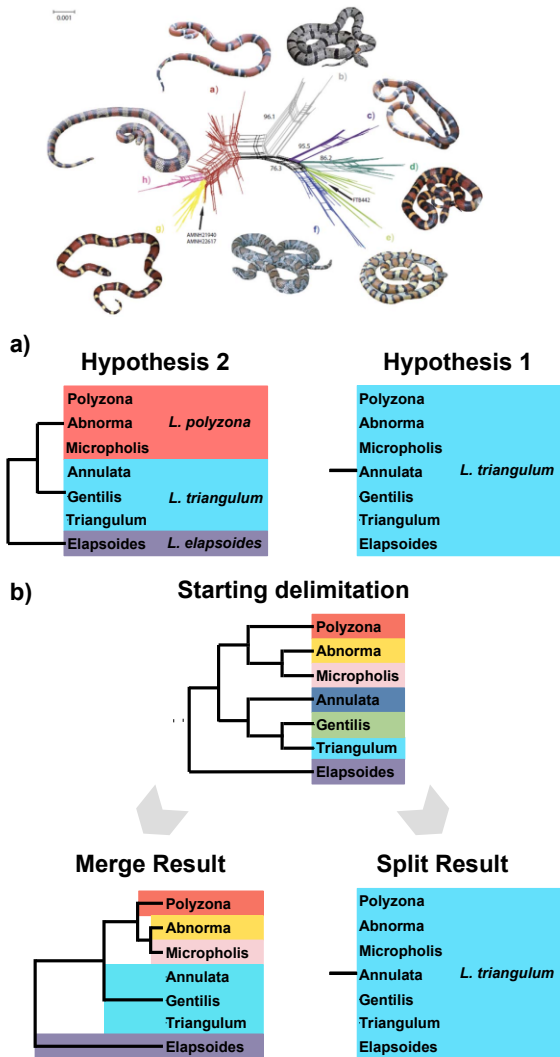 0.001
a)
b)
c)
d)
e)
f)
g)
h)
96.1
95.5
86.2
76.3
FTB442
AMNH21940
AMNH22617
a)
Hypothesis 2
Hypothesis 1
Polyzona
Abnorma
Micropholis
Annulata
Gentilis
Triangulum
Elapsoides
L. polyzona
L. triangulum
L. elapsoides
Polyzona
Abnorma
Micropholis
Annulata
Gentilis
Triangulum
Elapsoides
L. triangulum
b)
Starting delimitation
Polyzona
Abnorma
Micropholis
Annulata
Gentilis
Triangulum
Elapsoides
Merge Result
Split Result
Polyzona
Abnorma
Micropholis
Annulata
Gentilis
Triangulum
Elapsoides
Polyzona
Abnorma
Micropholis
Annulata
Gentilis
Triangulum
Elapsoides
L. triangulum